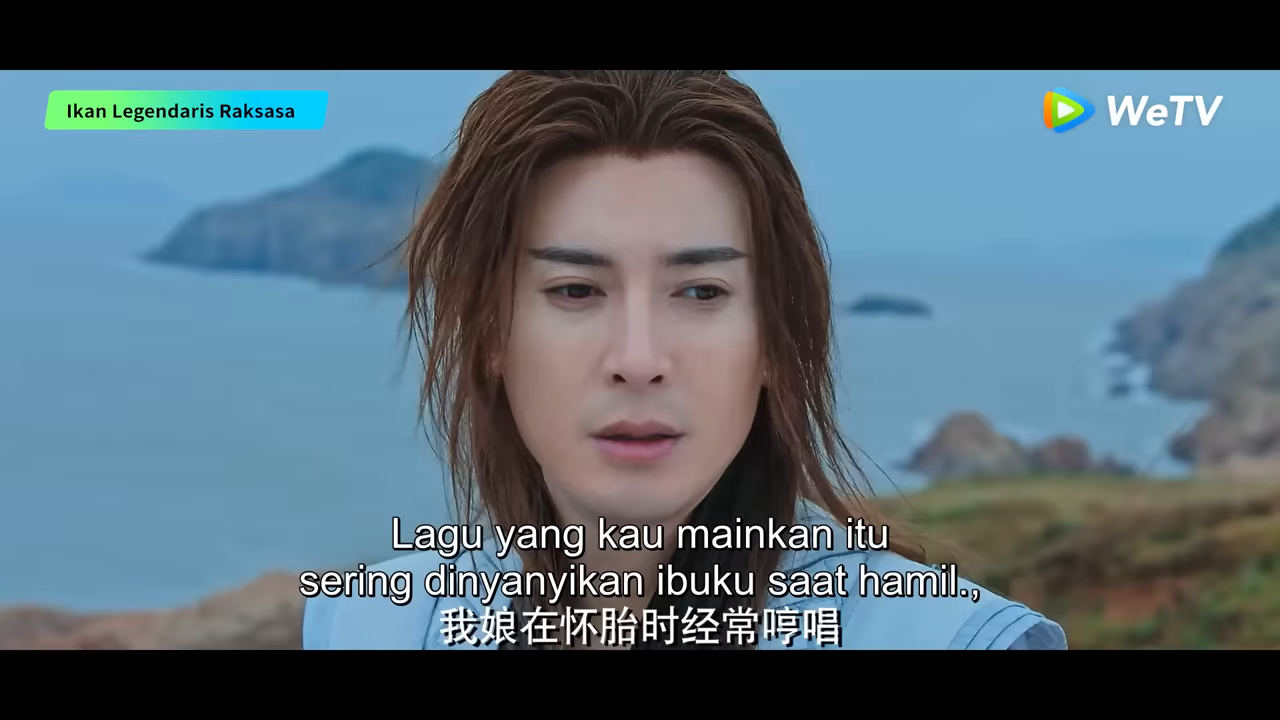 Ikan Legendaris Raksasa
WeTV
Lagu yang kau mainkan itu
sering dinyanyikan ibuku saat hamil.,
我娘在怀胎时经常哼唱